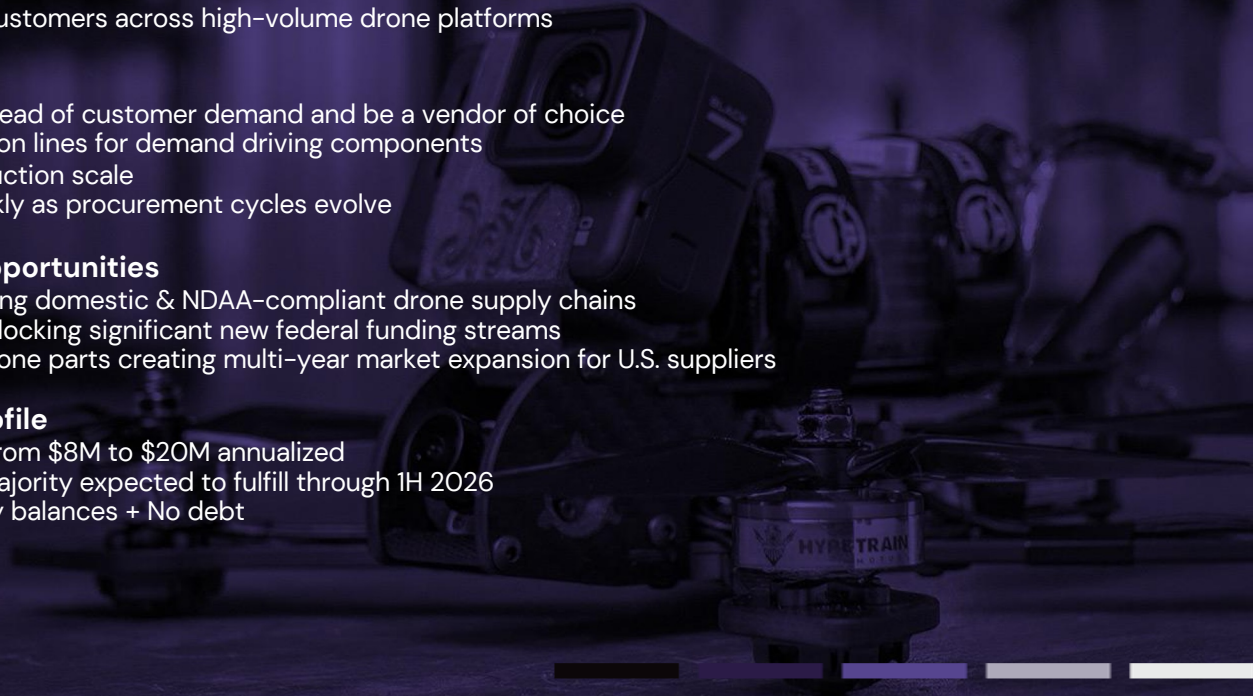 ustomers across high-volume drone platforms
ead of customer demand and be a vendor of choice
on lines for demand driving components
uction scale
kly as procurement cycles evolve
pportunities
ing domestic & NDAA-compliant drone supply chains
locking significant new federal funding streams
one parts creating multi-year market expansion for U.S. suppliers
ofile
rom $8M to $20M annualized
ajority expected to fulfill through 1H 2026
y balances + No debt
BLACK
7
HYPETRAIN